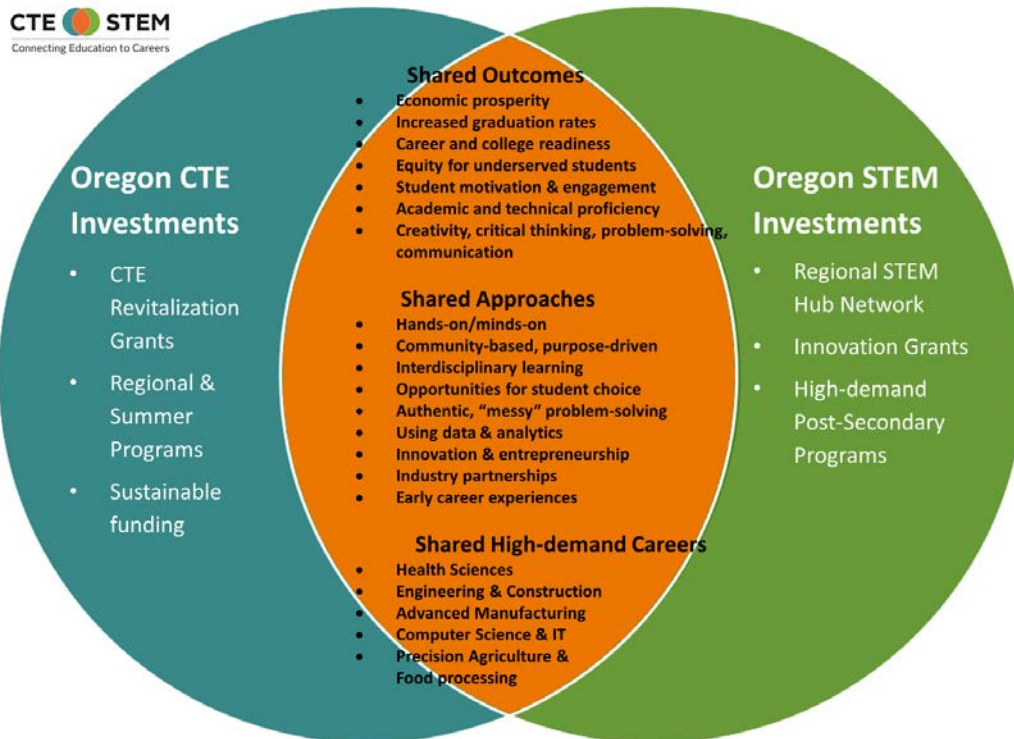 CTE STEM
Connecting Education to Careers
Oregon CTE
Investments
• CTE
Revitalization
Grants
• Regional &
Summer
Programs
• Sustainable
funding
Shared Outcomes
• Economic prosperity
• Increased graduation rates
• Career and college readiness
• Equity for underserved students
• Student motivation & engagement
• Academic and technical proficiency
• Creativity, critical thinking, problem-solving,
communication
Shared Approaches
• Hands-on/minds-on
• Community-based, purpose-driven
• Interdisciplinary learning
• Opportunities for student choice
• Authentic, “messy” problem-solving
• Using data & analytics
• Innovation & entrepreneurship
• Industry partnerships
• Early career experiences
Shared High-demand Careers
• Health Sciences
• Engineering & Construction
• Advanced Manufacturing
• Computer Science & IT
• Precision Agriculture &
Food processing
Oregon STEM
Investments
• Regional STEM
Hub Network
• Innovation Grants
• High-demand
Post-Secondary
Programs